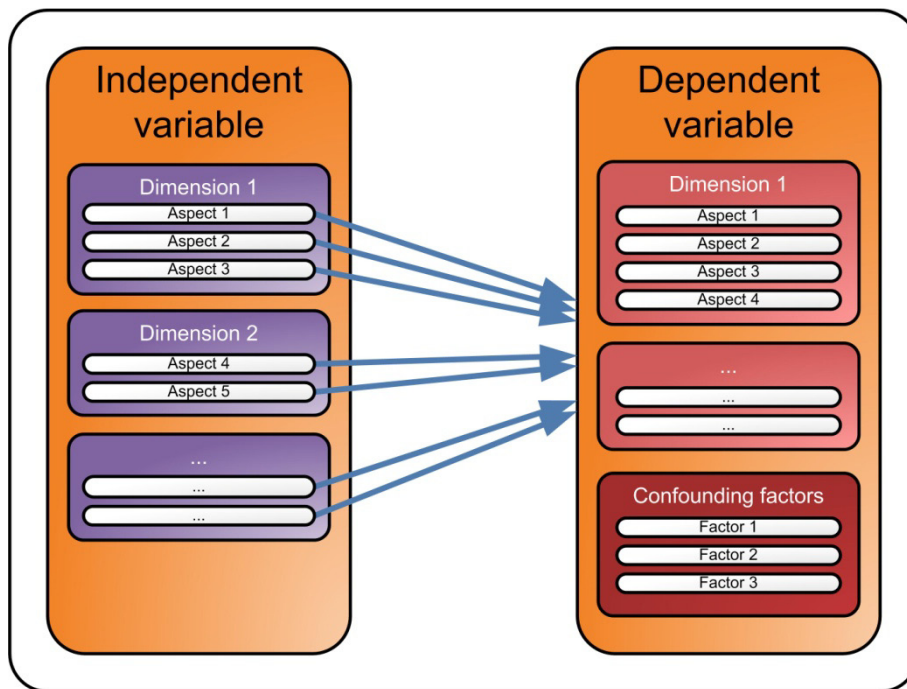 Independent
variable
Dimension 1
Aspect 1
Aspect 2
Aspect 3
Dimension 2
Aspect 4
Aspect 5
...
...
...
Dependent
variable
Dimension 1
Aspect 1
Aspect 2
Aspect 3
Aspect 4
...
...
...
Confounding factors
Factor 1
Factor 2
Factor 3